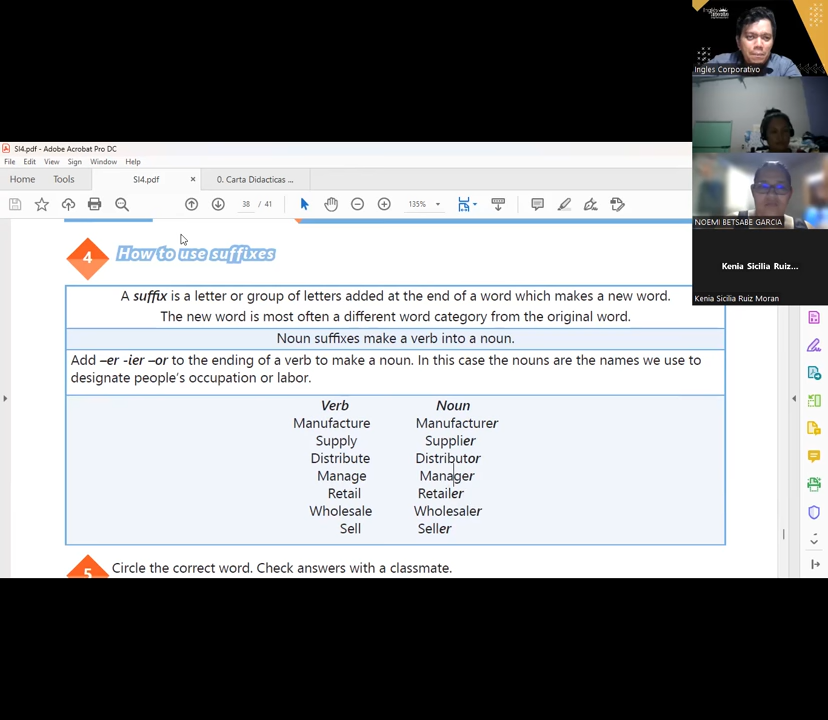 SI4.pdf - Adobe Acrobat Pro DC
File Edit View Sign Window Help
Home Tools SI4.pdf × 0. Carta Didacticas ...
38 / 41 135%
4 How to use suffixes
A suffix is a letter or group of letters added at the end of a word which makes a new word.
The new word is most often a different word category from the original word.
Noun suffixes make a verb into a noun.
Add –er -ier –or to the ending of a verb to make a noun. In this case the nouns are the names we use to
designate people's occupation or labor.
Verb Noun
Manufacture Manufacturer
Supply Supplier
Distribute Distributor
Manage Manager
Retail Retailer
Wholesale Wholesaler
Sell Seller
5 Circle the correct word. Check answers with a classmate.
Ingles Corporativo
NOEMI BETSABE GARCIA
Kenia Sicilia Ruiz...
Kenia Sicilia Ruiz Moran